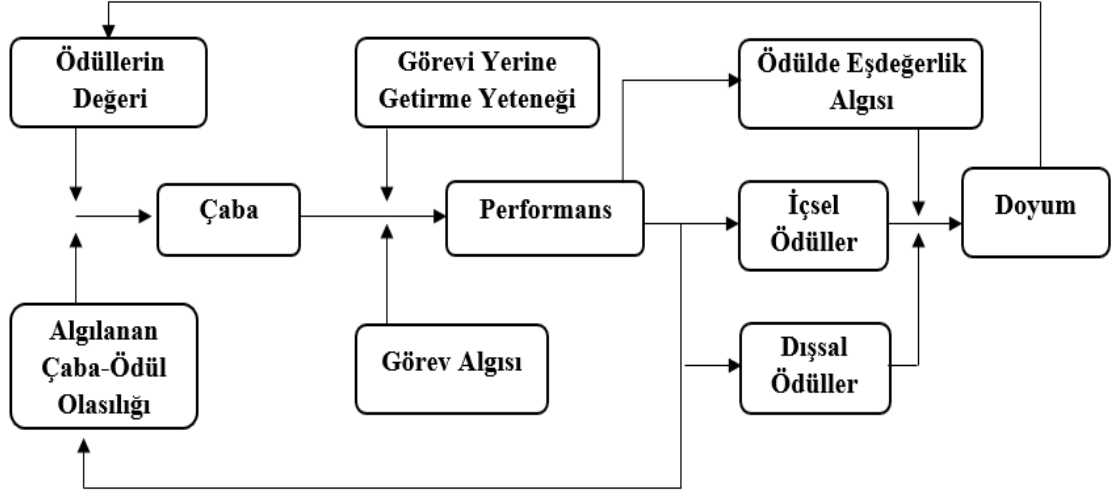 Ödüllerin
Değeri
Görevi Yerine
Getirme Yeteneği
Ödülde Eşdeğerlik
Algısı
Çaba
Performans
İçsel
Ödüller
Doyum
Algılanan
Çaba-Ödül
Olasılığı
Görev Algısı
Dışsal
Ödüller